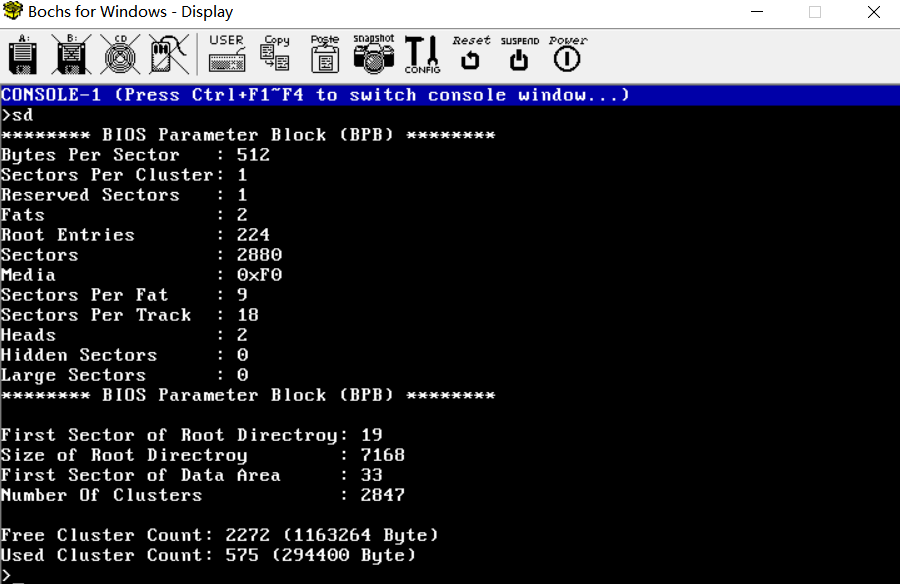 Bochs for Windows - Display
A: B: CD USER Copy Paste snapshot CONFIG Reset SUSPEND Power
CONSOLE-1 (Press Ctrl+F1~F4 to switch console window...)
>sd
******** BIOS Parameter Block (BPB) ********
Bytes Per Sector   : 512
Sectors Per Cluster: 1
Reserved Sectors   : 1
Fats               : 2
Root Entries       : 224
Sectors            : 2880
Media              : 0xF0
Sectors Per Fat    : 9
Sectors Per Track  : 18
Heads              : 2
Hidden Sectors     : 0
Large Sectors      : 0
******** BIOS Parameter Block (BPB) ********
First Sector of Root Directroy: 19
Size of Root Directroy        : 7168
First Sector of Data Area     : 33
Number Of Clusters            : 2847
Free Cluster Count: 2272 (1163264 Byte)
Used Cluster Count: 575 (294400 Byte)
>_